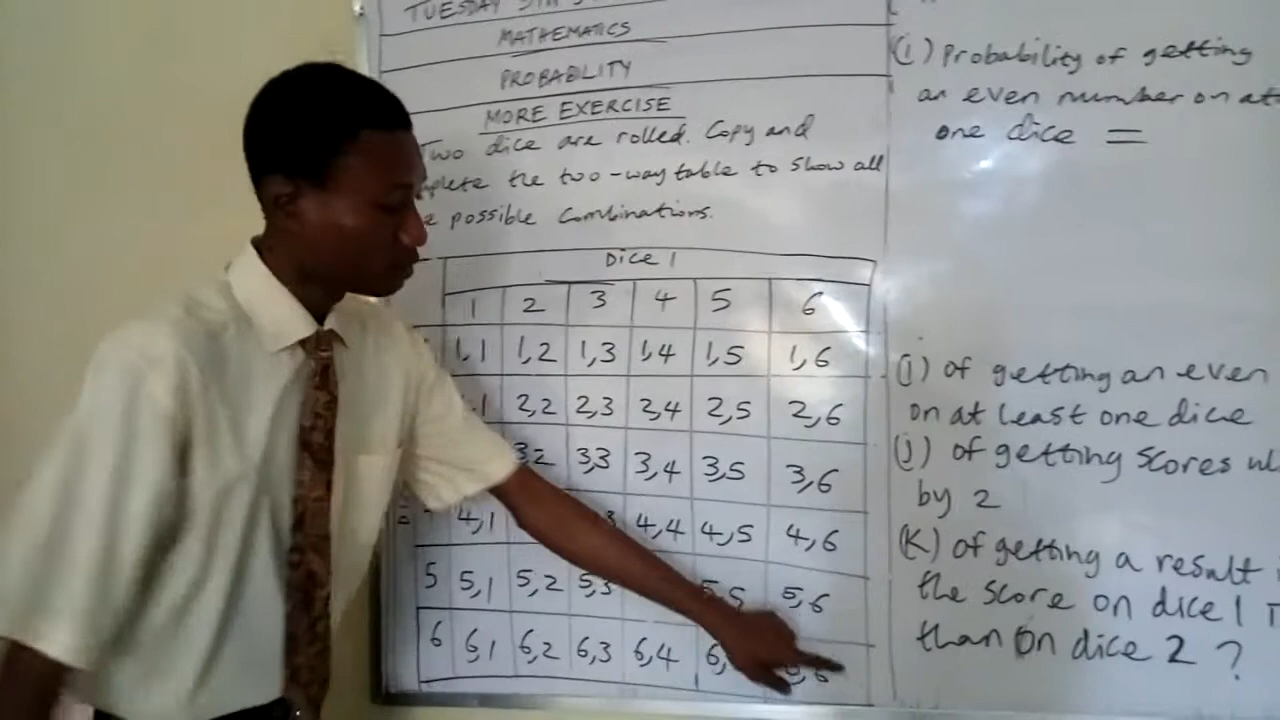 TUESDAY 5TH
MATHEMATICS
PROBABILITY
MORE EXERCISE
Two dice are rolled. Copy and
the two-way table to show all
possible combinations.
Dice 1
1 2 3 4 5 6
1,1 1,2 1,3 1,4 1,5 1,6
2,2 2,3 2,4 2,5 2,6
3,2 3,3 3,4 3,5 3,6
4,1 4,4 4,5 4,6
5 5,1 5,2 5,3 5,5 5,6
6 6,1 6,2 6,3 6,4
(i) Probability of getting
an even number on at
one dice =
(i) of getting an even
on at least one dice
(j) of getting scores
by 2
(K) of getting a result
the score on dice 1
than on dice 2 ?